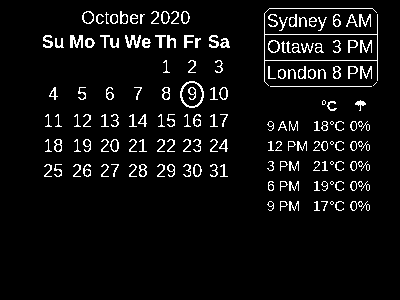 October 2020
Su Mo Tu We Th Fr Sa
1 2 3
4 5 6 7 8 9 10
11 12 13 14 15 16 17
18 19 20 21 22 23 24
25 26 27 28 29 30 31
Sydney 6 AM
Ottawa 3 PM
London 8 PM
°C ☂
9 AM 18°C 0%
12 PM 20°C 0%
3 PM 21°C 0%
6 PM 19°C 0%
9 PM 17°C 0%